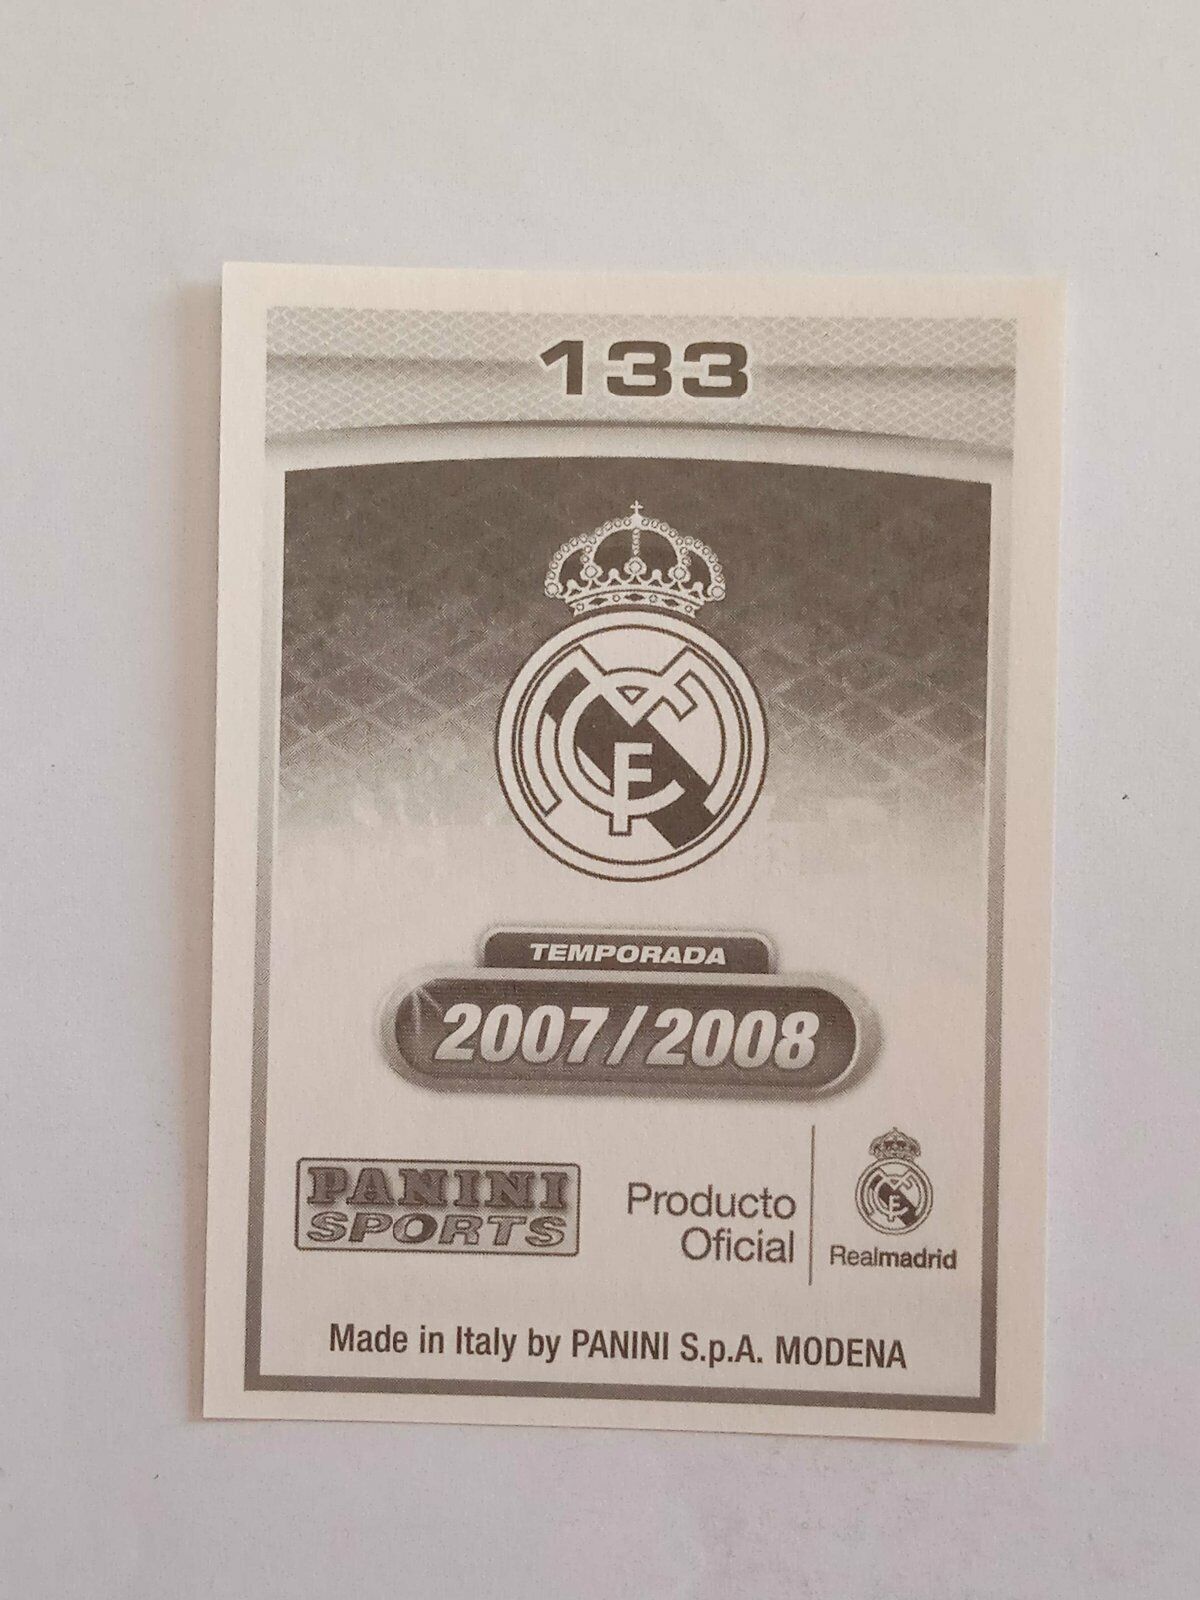 133
TEMPORADA
2007/2008
PANINI
SPORTS
Producto
Oficial
Realmadrid
Made in Italy by PANINI S.p.A. MODENA